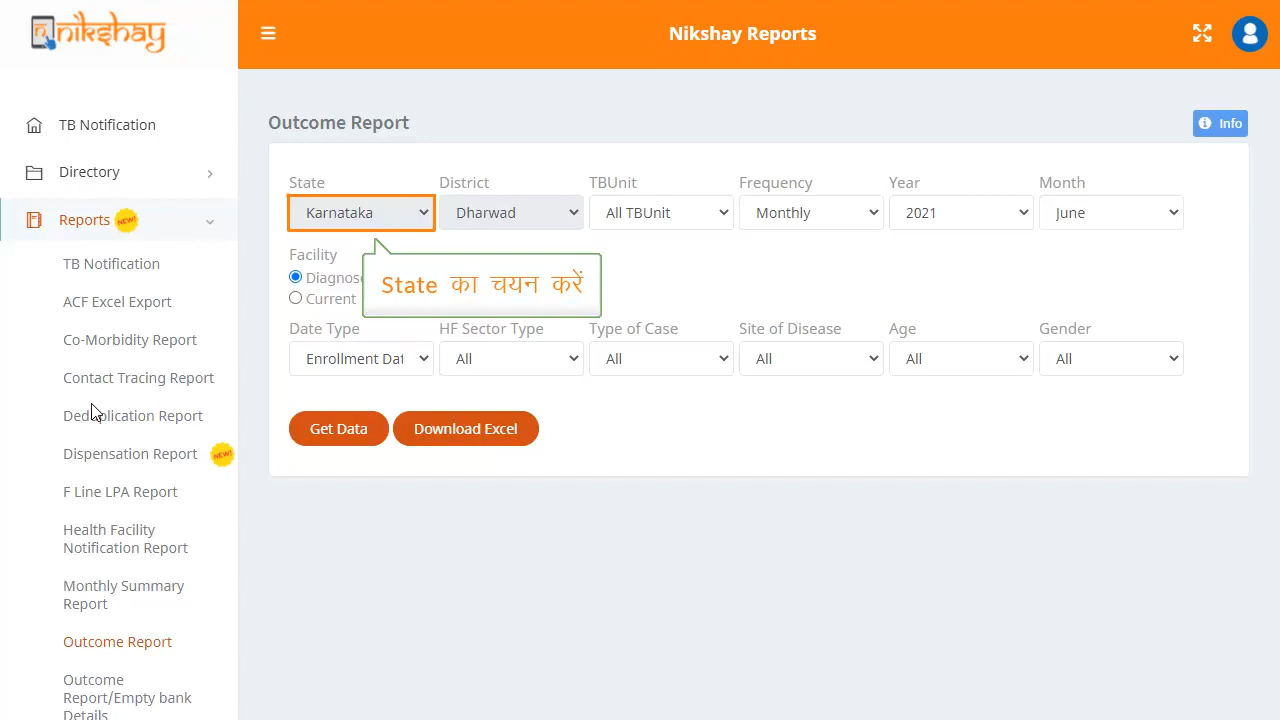 nikshay
Nikshay Reports
TB Notification
Directory
Reports NEW!
TB Notification
ACF Excel Export
Co-Morbidity Report
Contact Tracing Report
Deduplication Report
Dispensation Report NEW!
F Line LPA Report
Health Facility
Notification Report
Monthly Summary
Report
Outcome Report
Outcome
Report/Empty bank
Details
Outcome Report
Info
State District TBUnit Frequency Year Month
Karnataka Dharwad All TBUnit Monthly 2021 June
Facility
Diagnos
Current
State का चयन करें
Date Type HF Sector Type Type of Case Site of Disease Age Gender
Enrollment Dat All All All All All
Get Data Download Excel